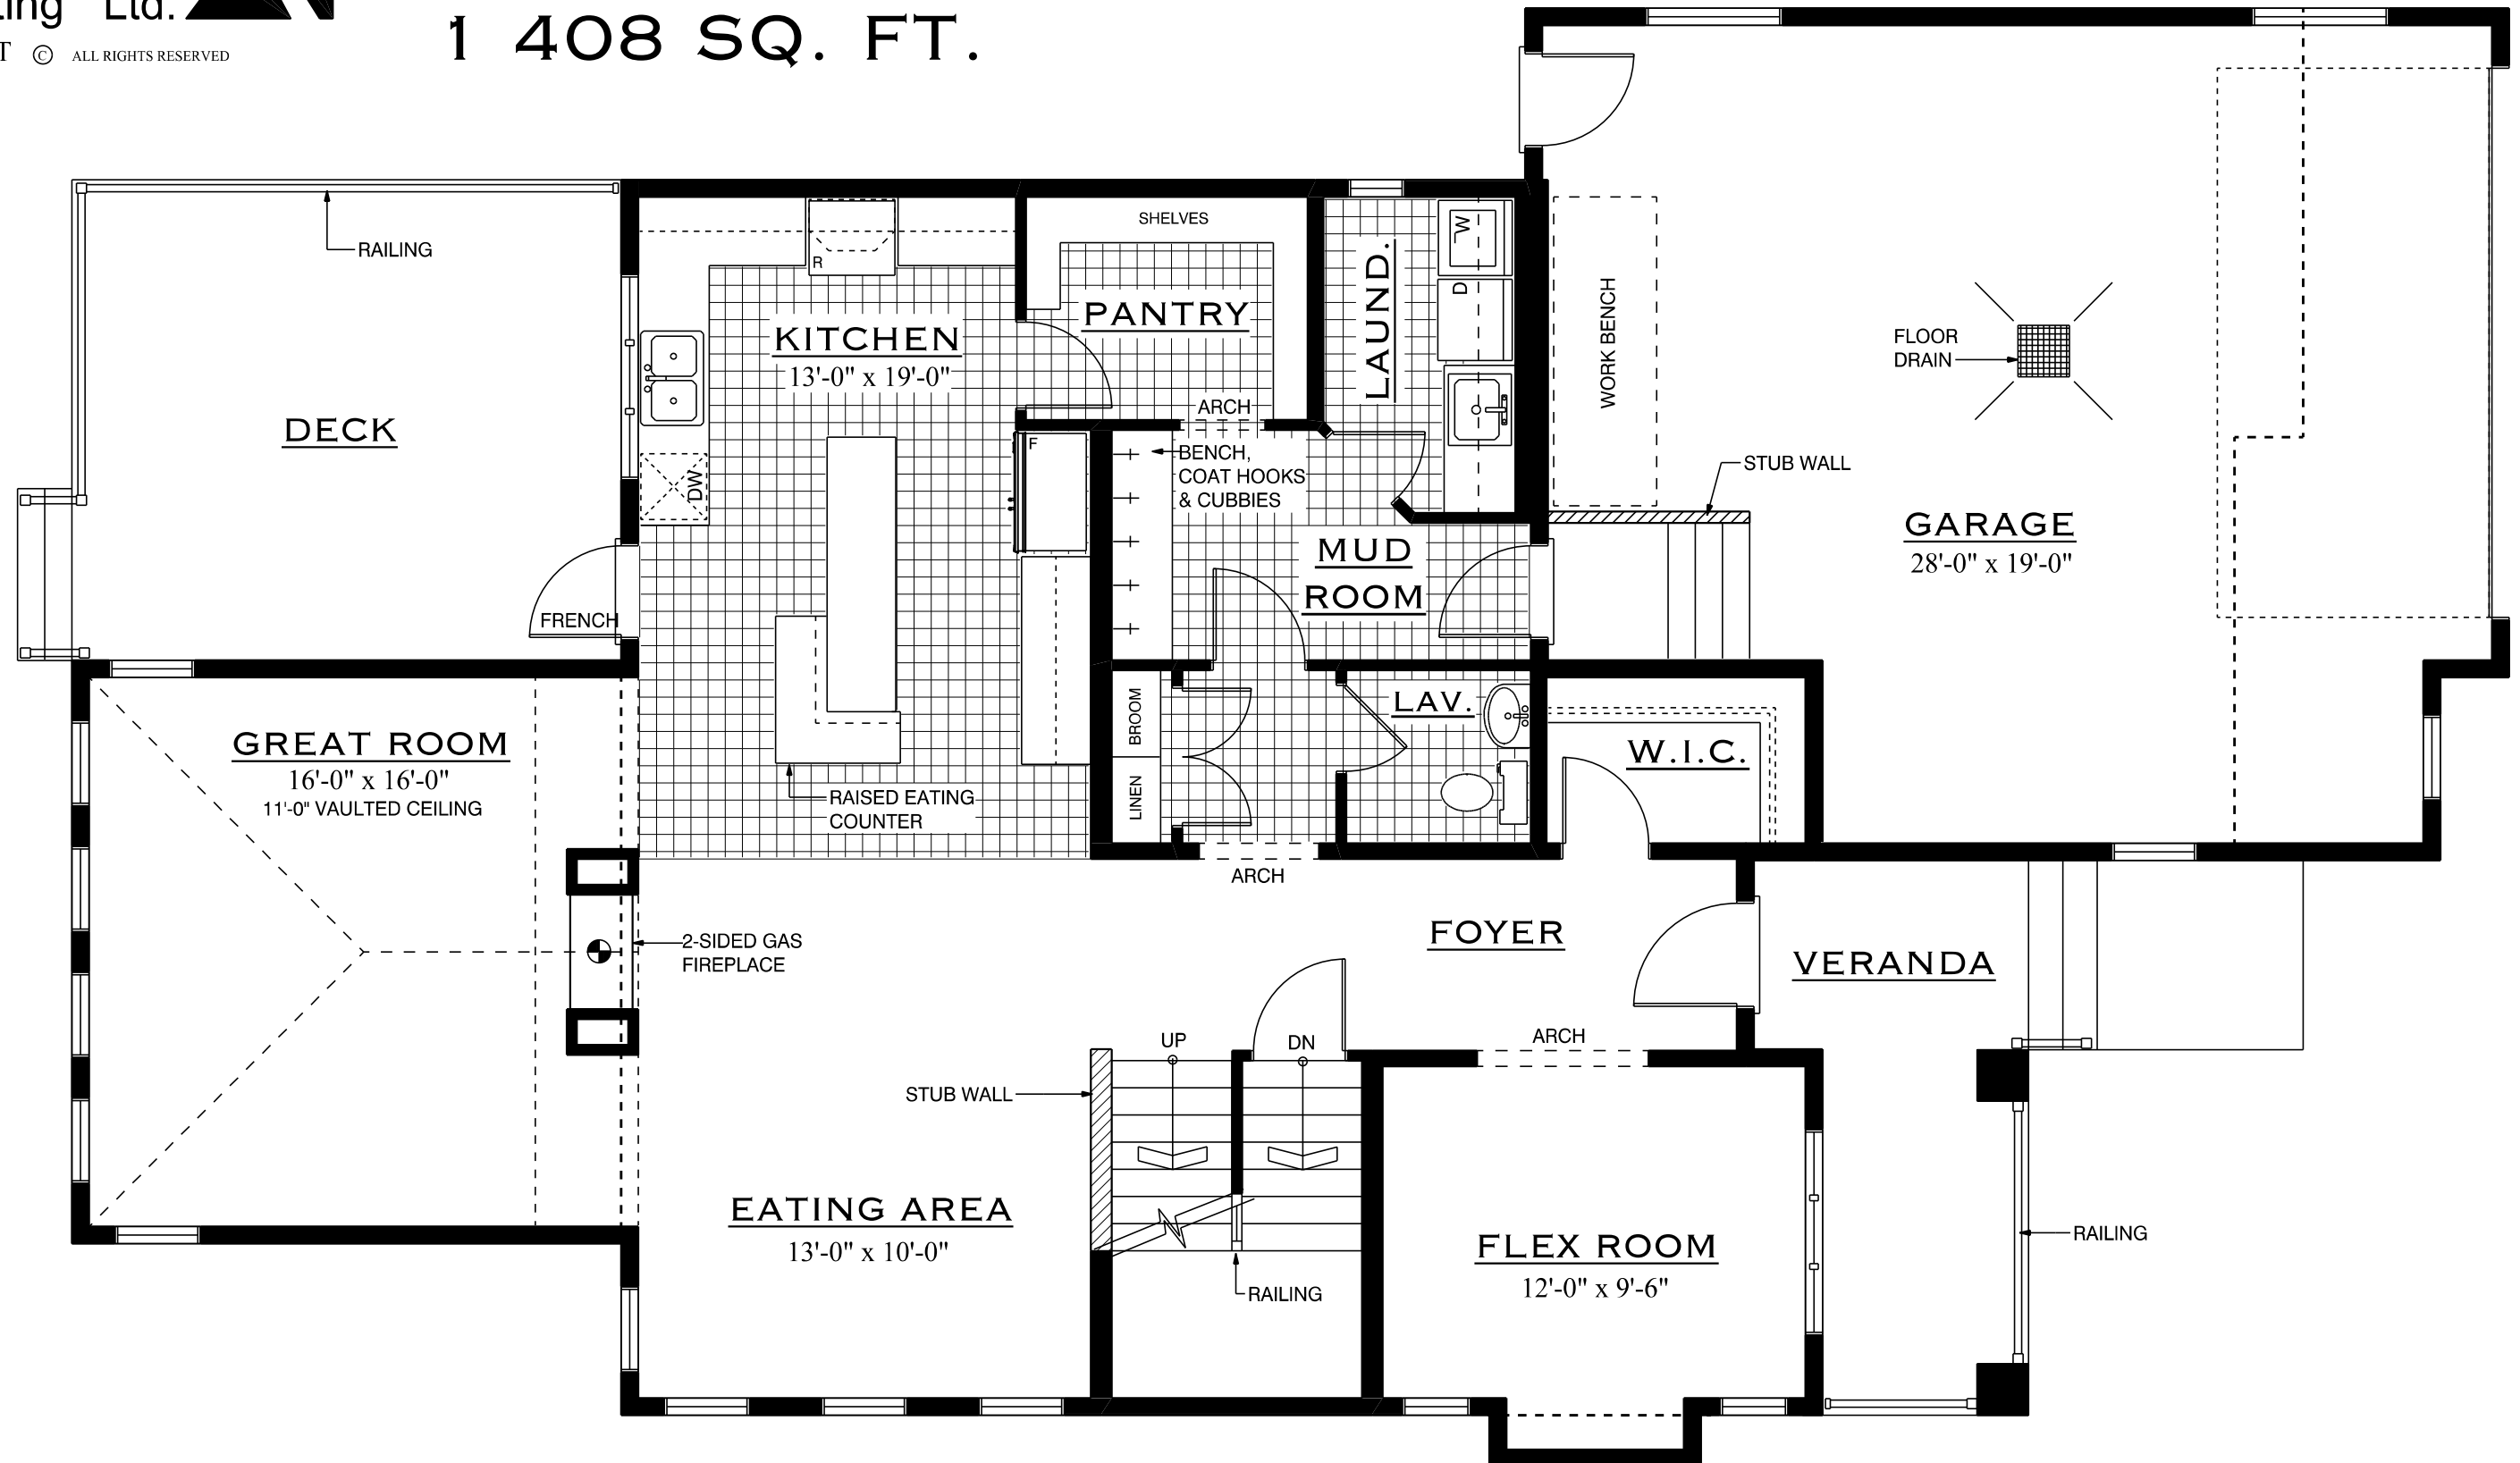 Ltd.
© ALL RIGHTS RESERVED
1 408 SQ. FT.
RAILING
DECK
FRENCH
R
KITCHEN
13'-0" x 19'-0"
DW
F
SHELVES
PANTRY
ARCH
LAUND.
W
D
BENCH,
COAT HOOKS
& CUBBIES
MUD
ROOM
WORK BENCH
FLOOR
DRAIN
STUB WALL
GARAGE
28'-0" x 19'-0"
GREAT ROOM
16'-0" x 16'-0"
11'-0" VAULTED CEILING
RAISED EATING
COUNTER
BROOM
LINEN
LAV.
W.I.C.
ARCH
2-SIDED GAS
FIREPLACE
FOYER
VERANDA
UP
DN
ARCH
STUB WALL
EATING AREA
13'-0" x 10'-0"
RAILING
FLEX ROOM
12'-0" x 9'-6"
RAILING